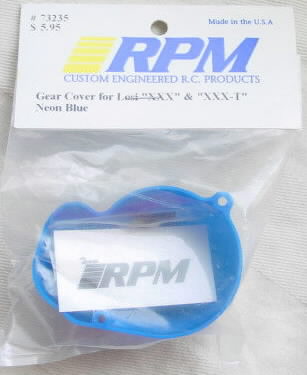 # 73235
$ 5.95
Made in the U.S.A
RPM
CUSTOM ENGINEERED R.C. PRODUCTS
Gear Cover for Losi "XXX" & "XXX-T"
Neon Blue
RPM